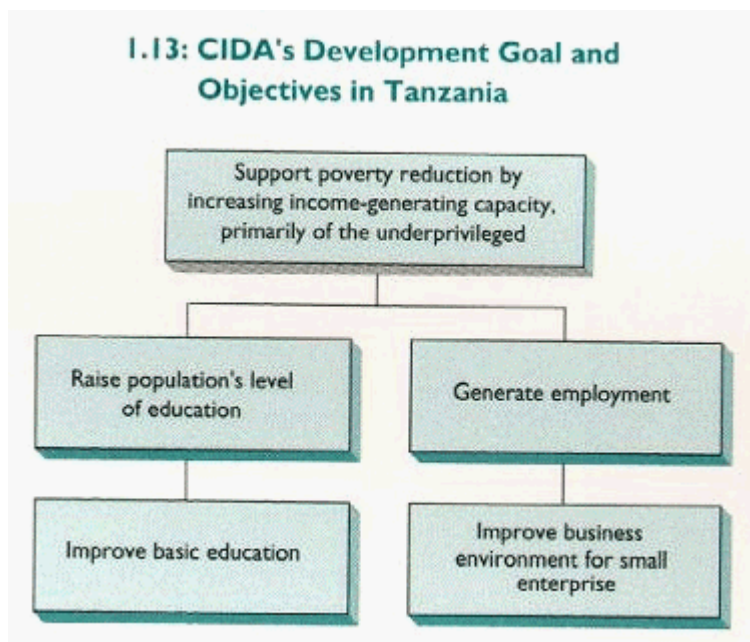 1.13: CIDA's Development Goal and
Objectives in Tanzania
Support poverty reduction by
increasing income-generating capacity,
primarily of the underprivileged
Raise population's level
of education
Generate employment
Improve basic education
Improve business
environment for small
enterprise